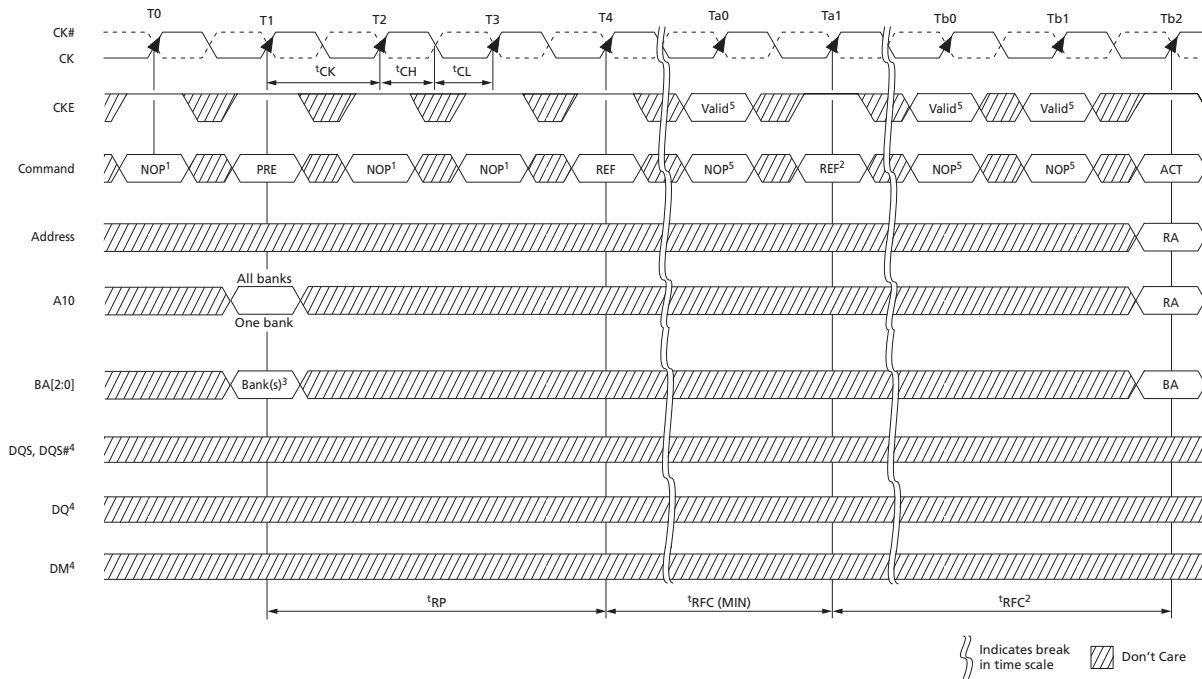 T0 T1 T2 T3 T4 Ta0 Ta1 Tb0 Tb1 Tb2
CK#
CK
tCK tCH tCL
CKE Valid5 Valid5 Valid5
Command NOP1 PRE NOP1 NOP1 REF NOP5 REF2 NOP5 NOP5 ACT
Address RA
All banks
A10 RA
One bank
BA[2:0] Bank(s)3 BA
DQS, DQS#4
DQ4
DM4
tRP tRFC (MIN) tRFC2
Indicates break
in time scale
Don't Care